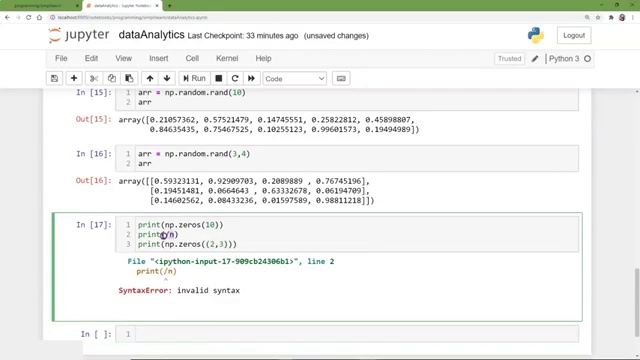 programming/simplilearn/
dataAnalytics - Jupyter Notebook
localhost:8889/notebooks/programming/simplilearn/dataAnalytics.ipynb
jupyter dataAnalytics Last Checkpoint: 33 minutes ago (unsaved changes)
Logout
File Edit View Insert Cell Kernel Help
Trusted Python 3
Run Code
In [15]: 1 arr = np.random.rand(10)
2 arr
Out[15]: array([0.21057362, 0.57521479, 0.14745551, 0.25822812, 0.45898807,
0.84635435, 0.75467525, 0.10255123, 0.99601573, 0.19494989])
In [16]: 1 arr = np.random.rand(3,4)
2 arr
Out[16]: array([[0.59323131, 0.92909703, 0.2089889 , 0.76745196],
[0.19451481, 0.0664643 , 0.63332678, 0.06194709],
[0.14602562, 0.08433236, 0.01597589, 0.98811218]])
In [17]: 1 print(np.zeros(10))
2 print(/n)
3 print(np.zeros((2,3)))
File "<ipython-input-17-909cb24306b1>", line 2
print(/n)
^
SyntaxError: invalid syntax
In [ ]: 1